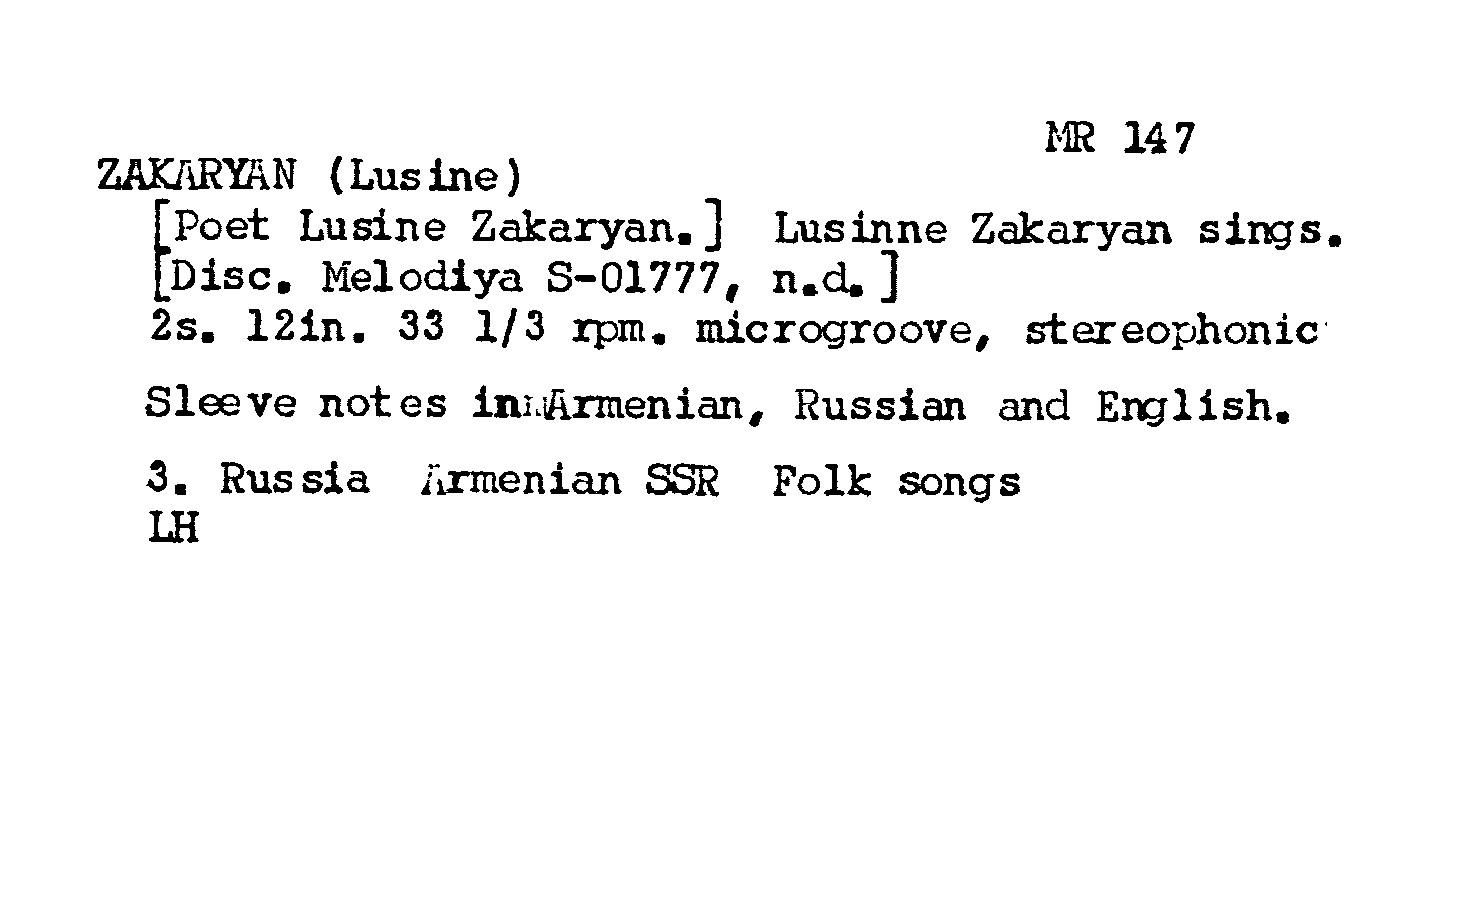 MR 147
ZAKARYAN (Lusine)
[Poet Lusine Zakaryan.] Lusinne Zakaryan sings.
[Disc. Melodiya S-01777, n.d.]
2s. 12in. 33 1/3 rpm. microgroove, stereophonic
Sleeve notes in Armenian, Russian and English.
3. Russia Armenian SSR Folk songs
LH